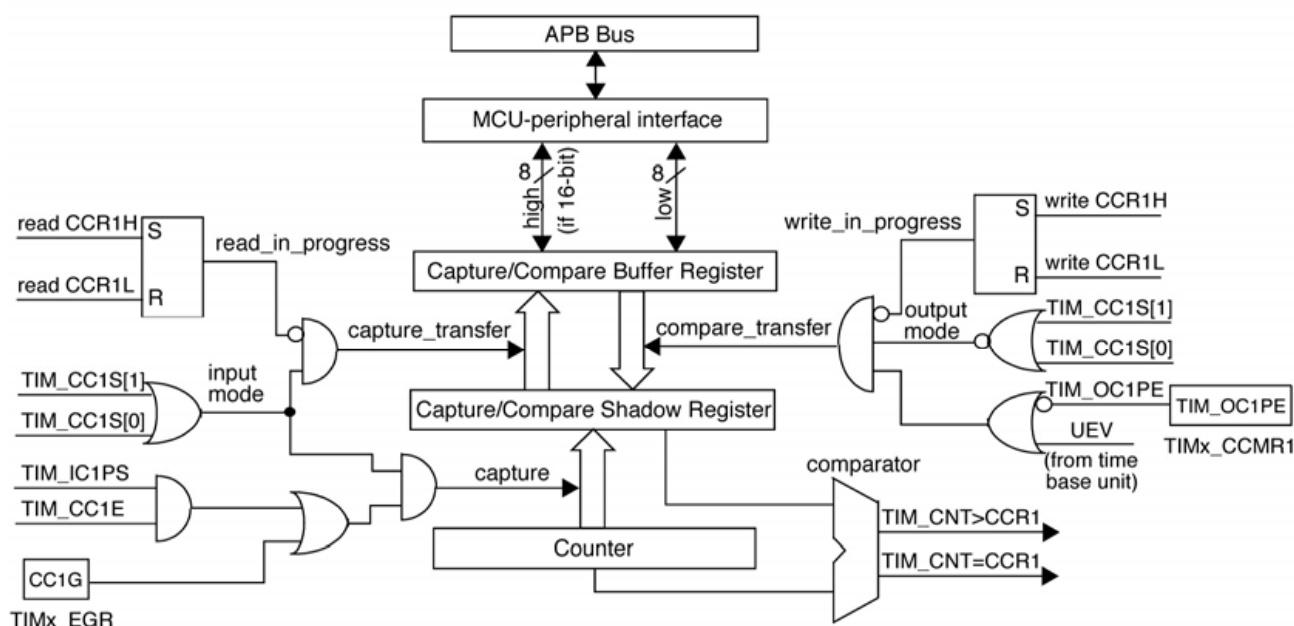 APB Bus
MCU-peripheral interface
8
high
(if 16-bit)
8
low
read CCR1H
S
read_in_progress
read CCR1L
R
write_in_progress
S
write CCR1H
R
write CCR1L
Capture/Compare Buffer Register
capture_transfer
compare_transfer
output
mode
TIM_CC1S[1]
TIM_CC1S[0]
TIM_CC1S[1]
input
mode
TIM_CC1S[0]
Capture/Compare Shadow Register
TIM_OC1PE
TIM_OC1PE
UEV
TIMx_CCMR1
(from time
base unit)
TIM_IC1PS
TIM_CC1E
capture
comparator
TIM_CNT>CCR1
Counter
TIM_CNT=CCR1
CC1G
TIMx_EGR